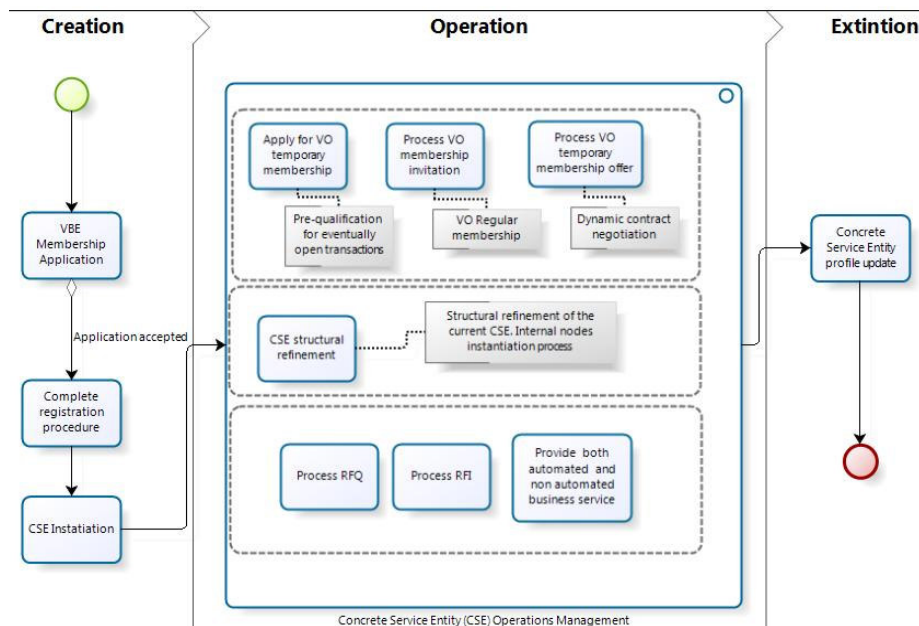 Creation
Operation
Extintion
VBE
Membership
Application
Application accepted
Complete
registration
procedure
CSE Instatiation
Apply for VO
temporary
membership
Process VO
membership
invitation
Process VO
temporary
membership offer
Pre-qualification
for eventually
open transactions
VO Regular
membership
Dynamic contract
negotiation
CSE structural
refinement
Structural refinement of the
current CSE. Internal nodes
instantiation process
Process RFQ
Process RFI
Provide both
automated and
non automated
business service
Concrete Service Entity (CSE) Operations Management
Concrete
Service Entity
profile update